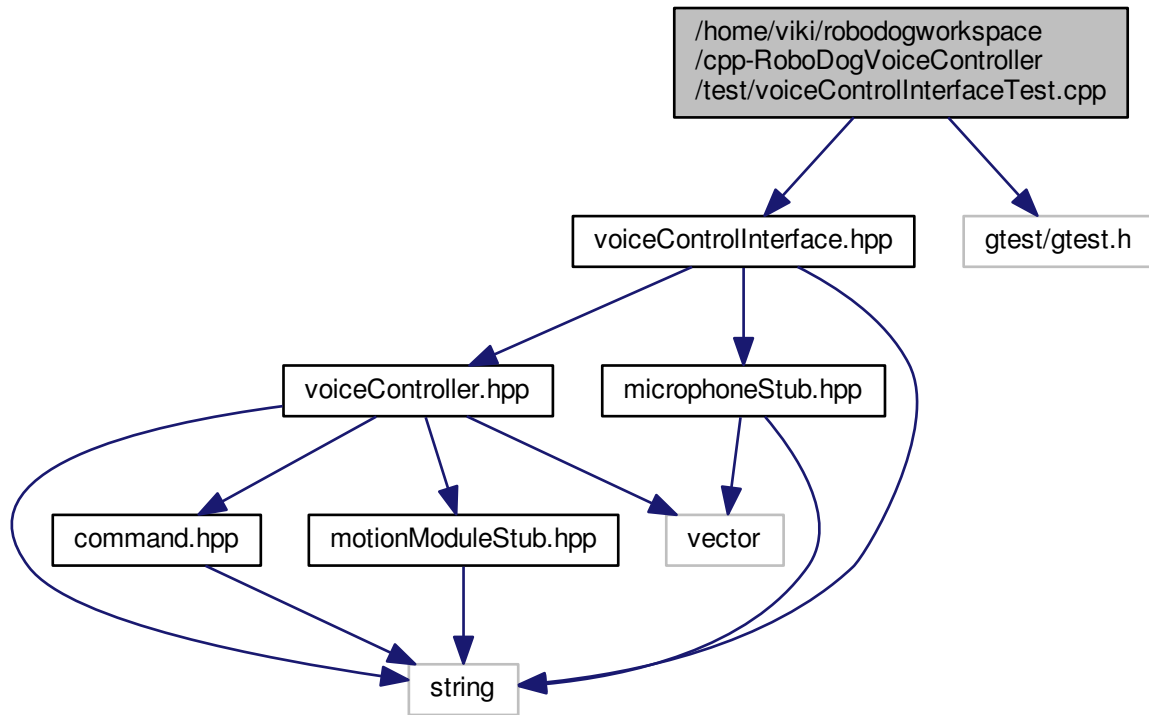 /home/viki/robodogworkspace
/cpp-RoboDogVoiceController
/test/voiceControlInterfaceTest.cpp
voiceControlInterface.hpp
gtest/gtest.h
voiceController.hpp
microphoneStub.hpp
command.hpp
motionModuleStub.hpp
vector
string